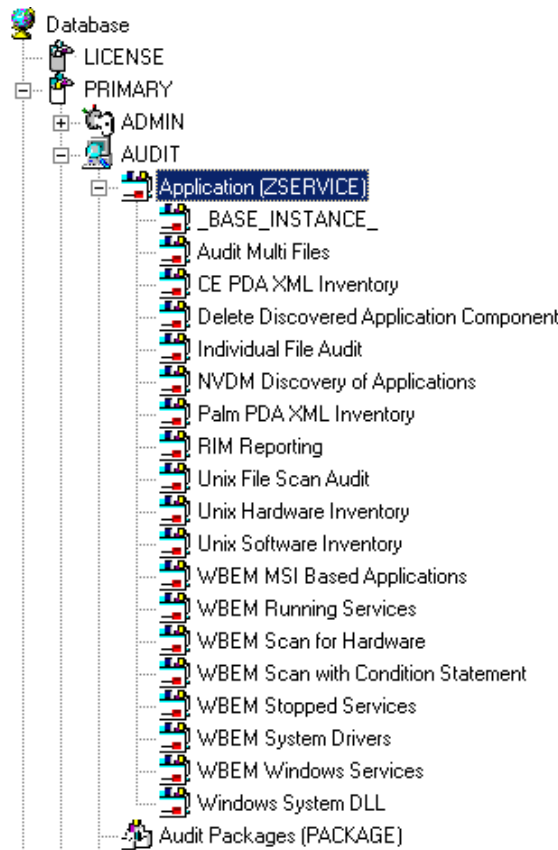 Database
LICENSE
PRIMARY
ADMIN
AUDIT
Application (ZSERVICE)
_BASE_INSTANCE_
Audit Multi Files
CE PDA XML Inventory
Delete Discovered Application Component
Individual File Audit
NVDM Discovery of Applications
Palm PDA XML Inventory
RIM Reporting
Unix File Scan Audit
Unix Hardware Inventory
Unix Software Inventory
WBEM MSI Based Applications
WBEM Running Services
WBEM Scan for Hardware
WBEM Scan with Condition Statement
WBEM Stopped Services
WBEM System Drivers
WBEM Windows Services
Windows System DLL
Audit Packages (PACKAGE)